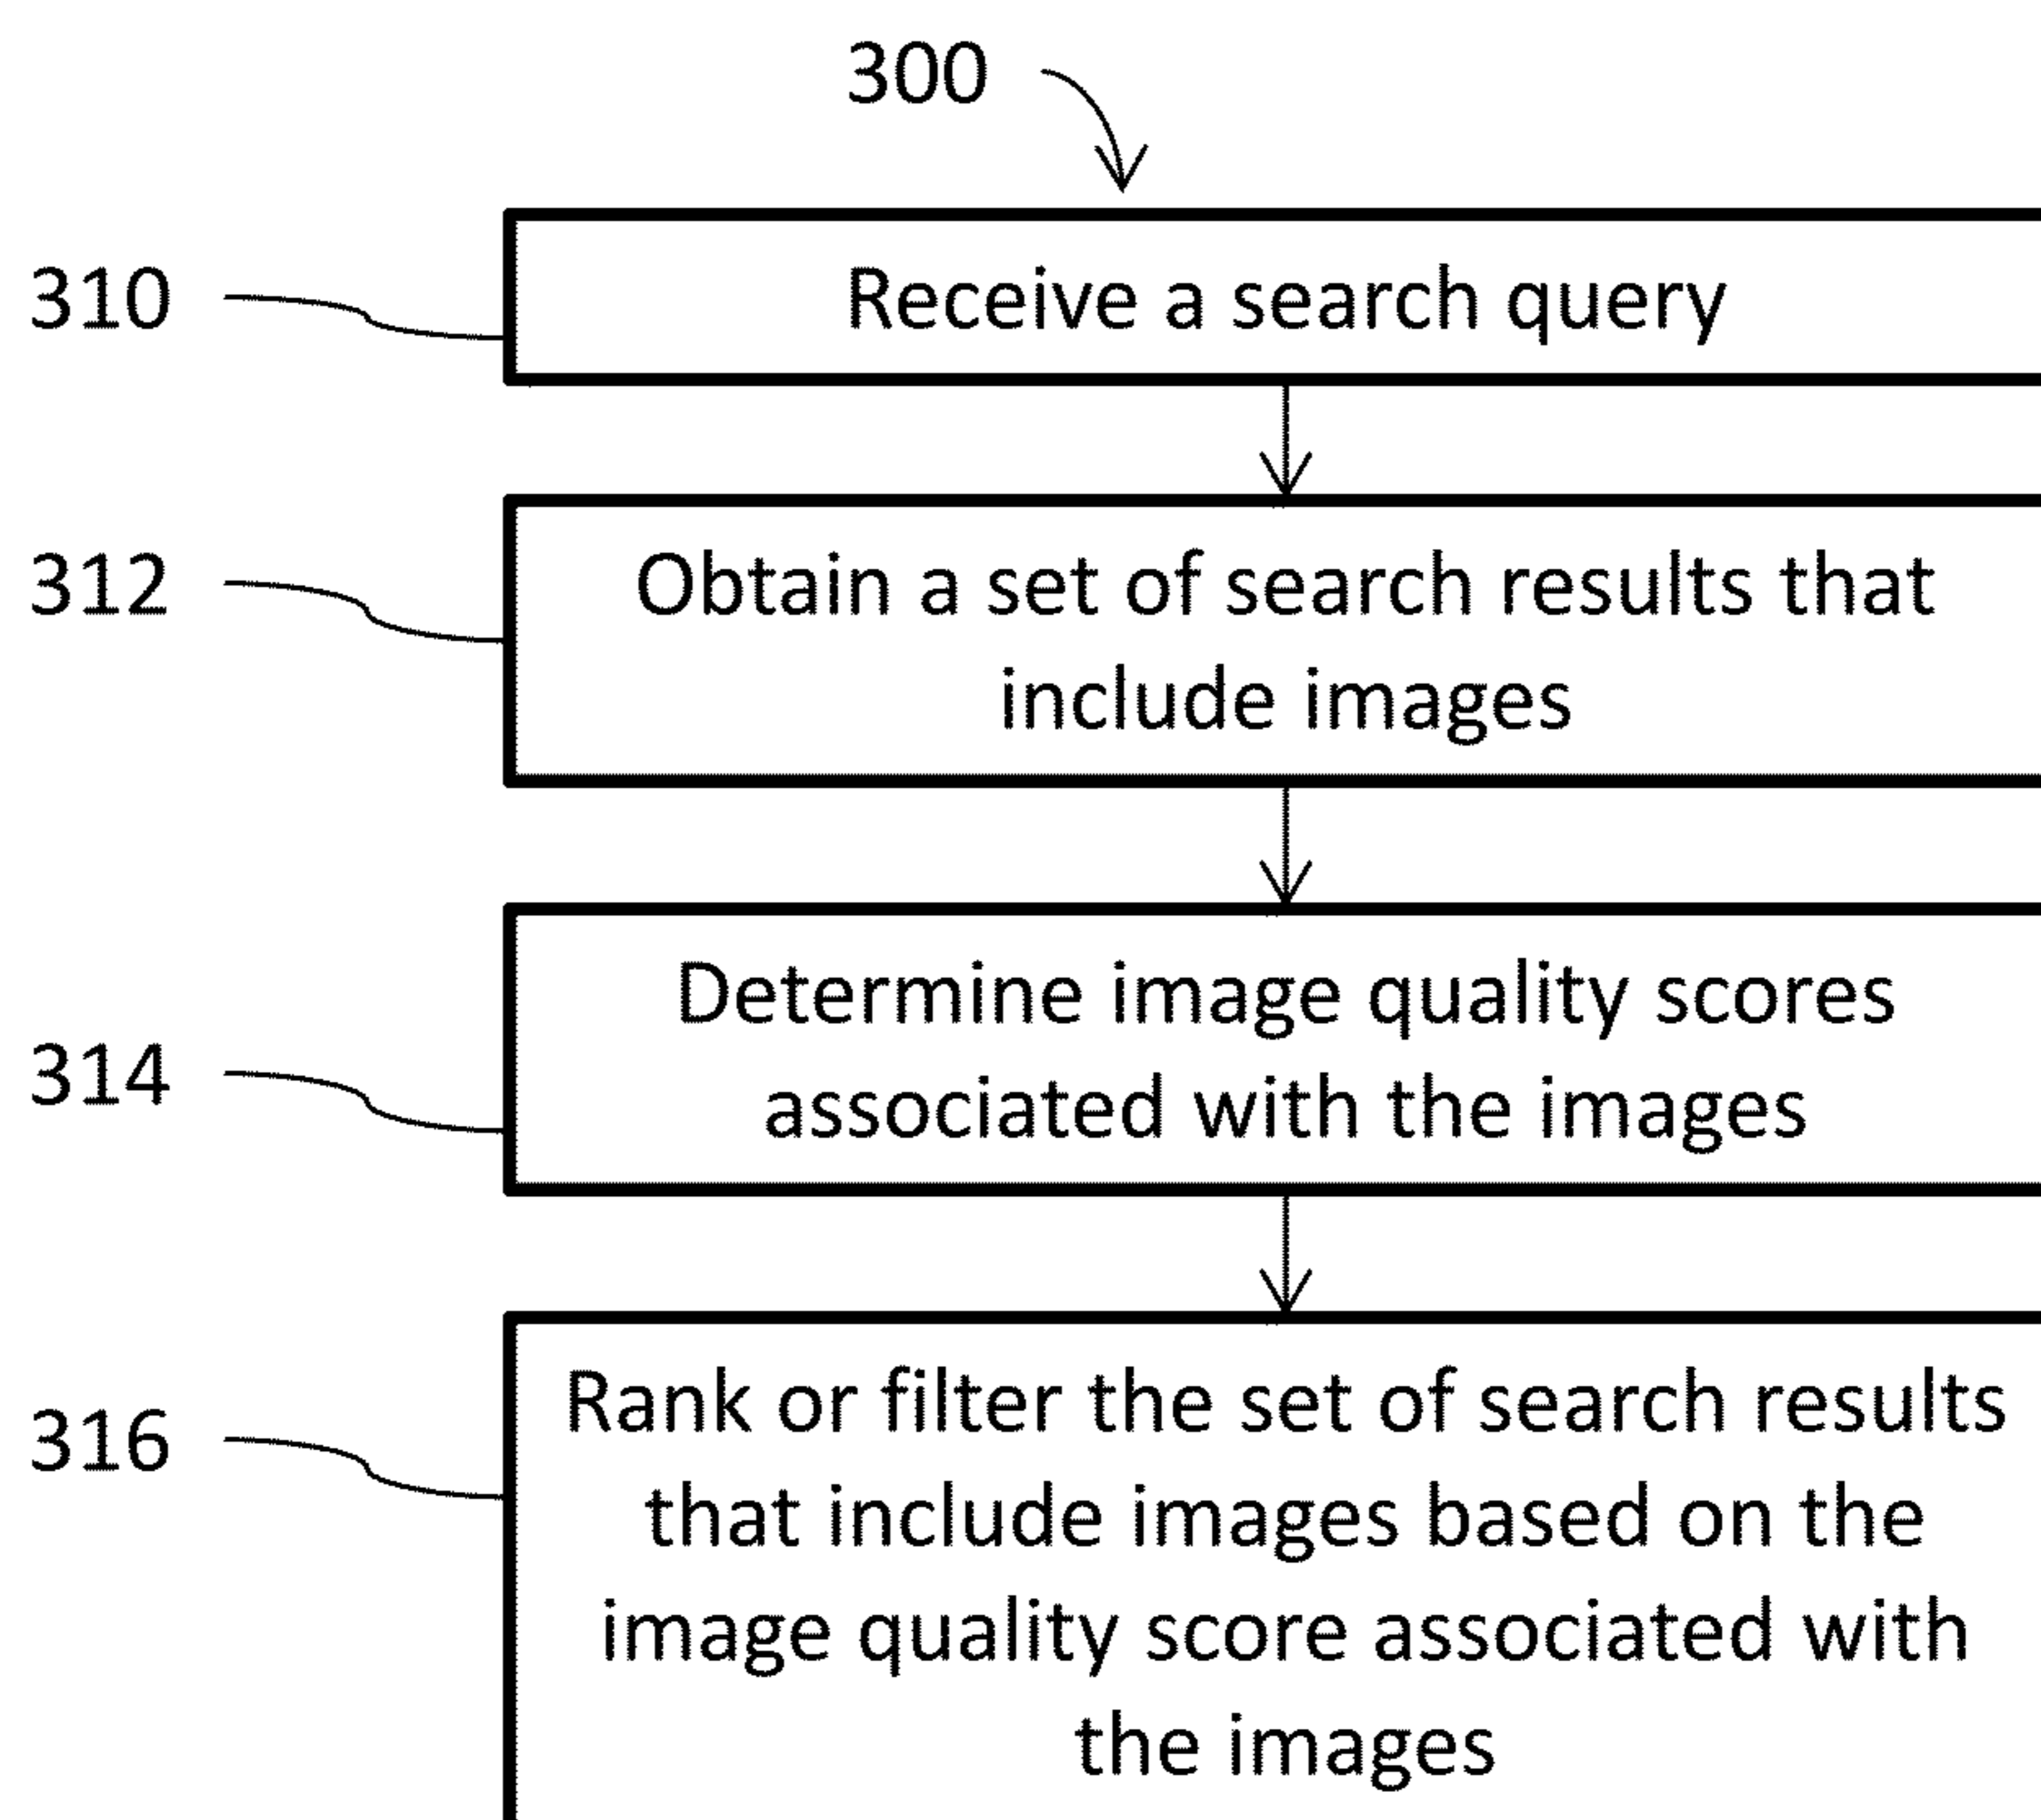 300
310
Receive a search query
312
Obtain a set of search results that
include images
314
Determine image quality scores
associated with the images
316
Rank or filter the set of search results
that include images based on the
image quality score associated with
the images